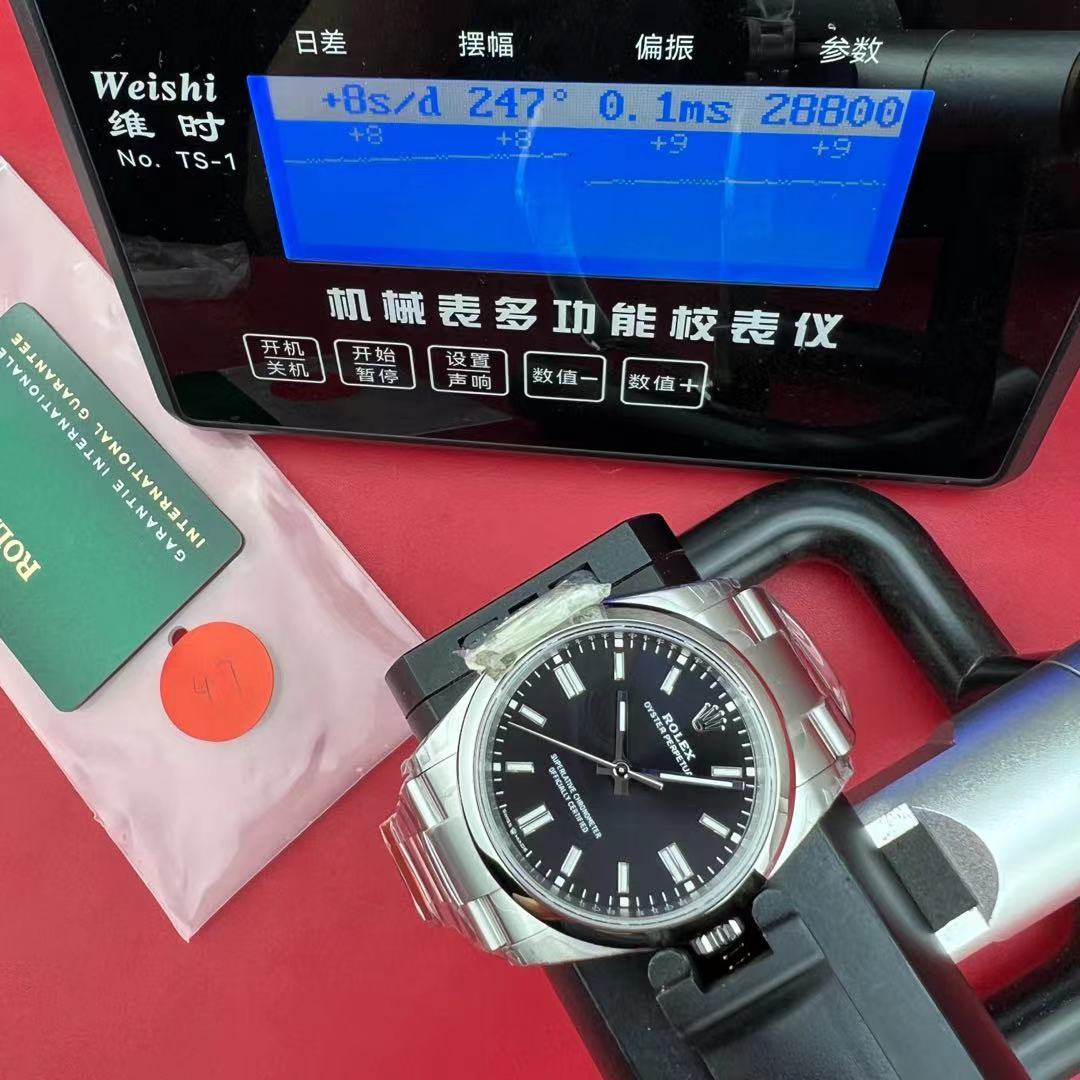 日差 摆幅 偏振 参数
Weishi
维时
No. TS-1
+8s/d 247° 0.1ms 28800
+8 +8 +9 +9
机械表多功能校表仪
开机
关机
开始
暂停
设置
声响
数值－
数值＋
GARANTIE INTERNATIONALE
INTERNATIONAL GUARANTEE
47
ROLEX
OYSTER PERPETUA
SUPERLATIVE CHRONOMETER
OFFICIALLY CERTIFIED
SWISS MADE